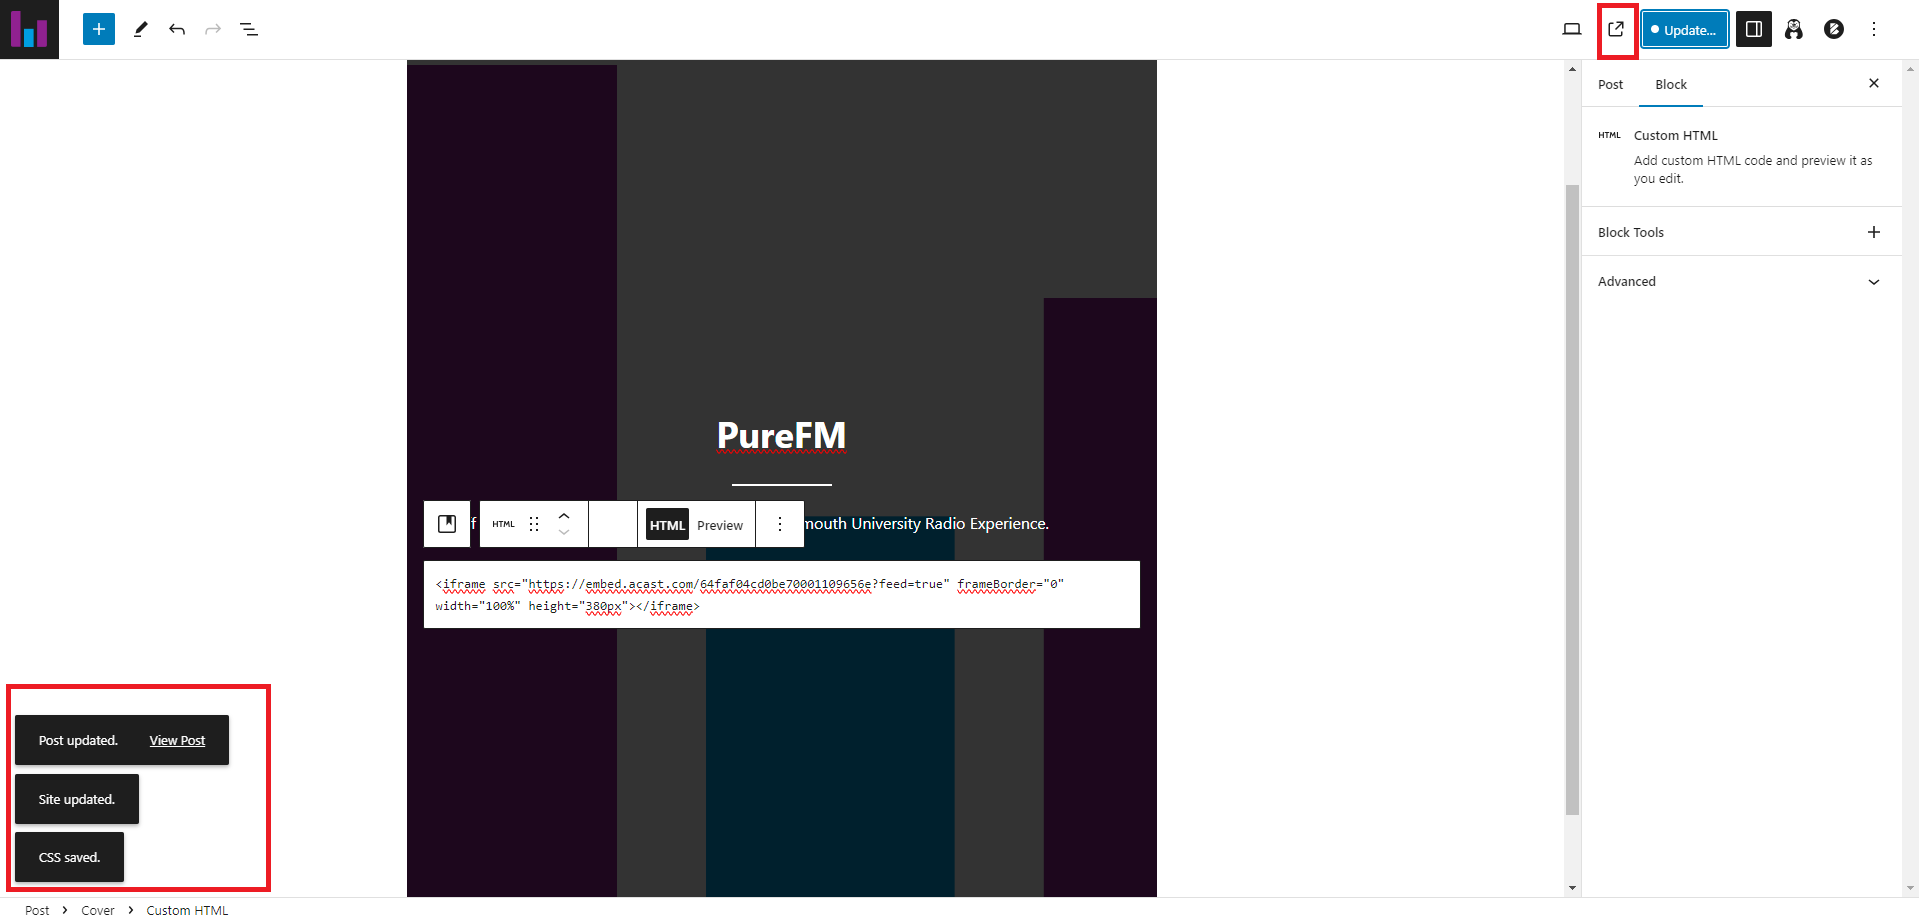 Update...
Post
Block
HTML
Custom HTML
Add custom HTML code and preview it as
you edit.
Block Tools
Advanced
PureFM
f
HTML
HTML
Preview
mouth University Radio Experience.
<iframe src="https://embed.acast.com/64faf04cd0be70001109656e?feed=true" frameBorder="0"
width="100%" height="380px"></iframe>
Post updated.
View Post
Site updated.
CSS saved.
Post
Cover
Custom HTML